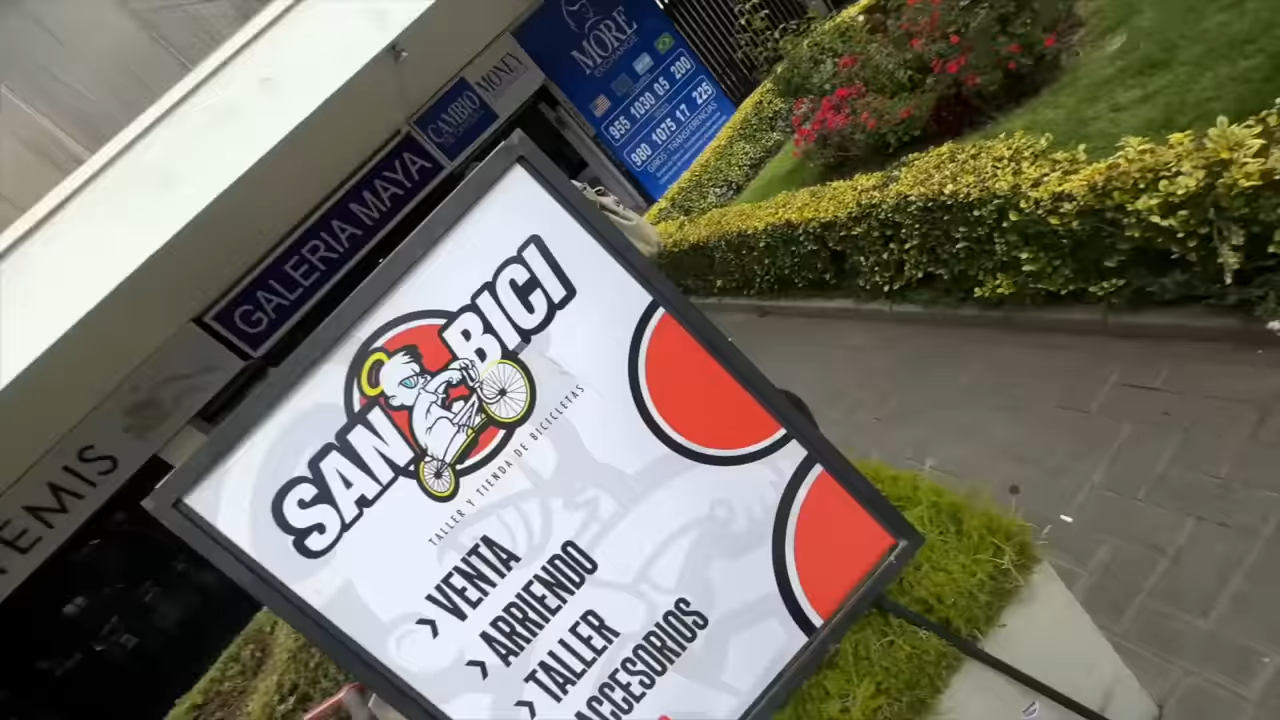 MORE
EXCHANGE
955 1030 05 200
980 1075 17 225
GIROS - TRANSFERENCIAS
CAMBIO
MONEY
GALERIA MAYA
EMIS
SAN BICI
TALLER Y TIENDA DE BICICLETAS
› VENTA
› ARRIENDO
› TALLER
ACCESORIOS